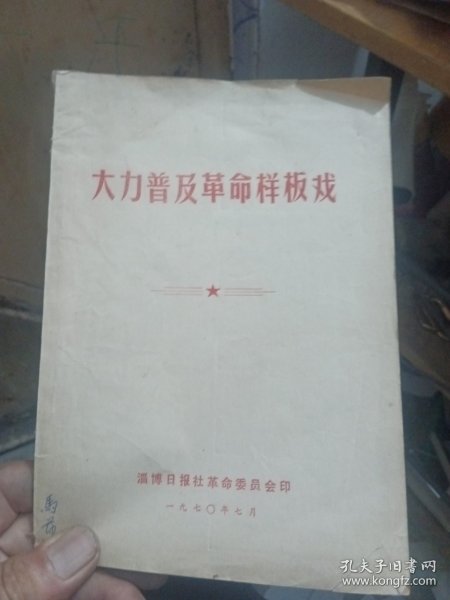 大力普及革命样板戏
淄博日报社革命委员会印
一九七〇年七月
馬
孔夫子旧书网
www.kongfz.com